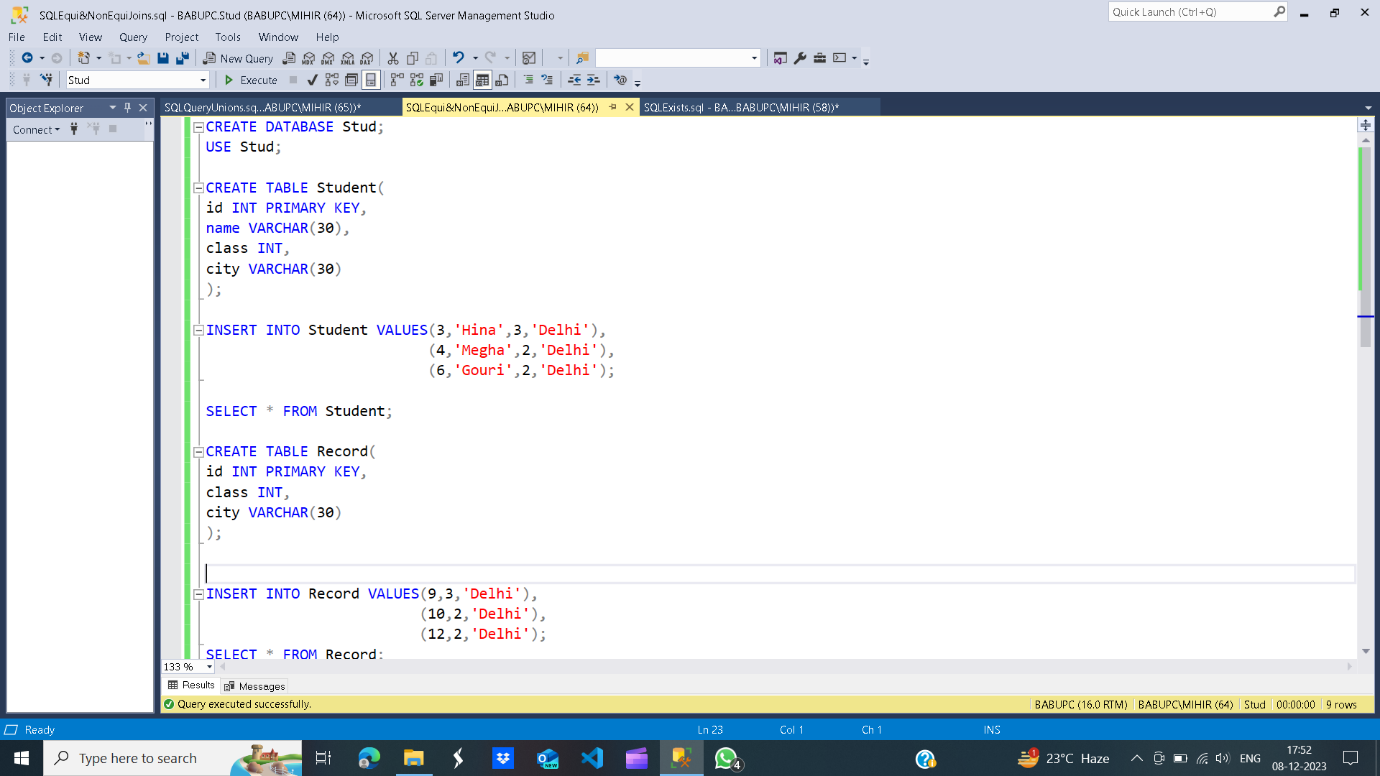 SQLEqui&NonEquiJoins.sql - BABUPC.Stud (BABUPC\MIHIR (64)) - Microsoft SQL Server Management Studio
Quick Launch (Ctrl+Q)
File Edit View Query Project Tools Window Help
New Query
Stud Execute
Object Explorer
SQLQueryUnions.sq...ABUPC\MIHIR (65))* SQLEqui&NonEquiJ...ABUPC\MIHIR (64)) SQLExists.sql - BA...BABUPC\MIHIR (58))*
Connect
CREATE DATABASE Stud;
USE Stud;
CREATE TABLE Student(
id INT PRIMARY KEY,
name VARCHAR(30),
class INT,
city VARCHAR(30)
);
INSERT INTO Student VALUES(3,'Hina',3,'Delhi'),
(4,'Megha',2,'Delhi'),
(6,'Gouri',2,'Delhi');
SELECT * FROM Student;
CREATE TABLE Record(
id INT PRIMARY KEY,
class INT,
city VARCHAR(30)
);
INSERT INTO Record VALUES(9,3,'Delhi'),
(10,2,'Delhi'),
(12,2,'Delhi');
SELECT * FROM Record;
133 %
Results Messages
Query executed successfully. BABUPC (16.0 RTM) BABUPC\MIHIR (64) Stud 00:00:00 9 rows
Ready Ln 23 Col 1 Ch 1 INS
Type here to search NEW 4 1 23°C Haze ENG 17:52
08-12-2023